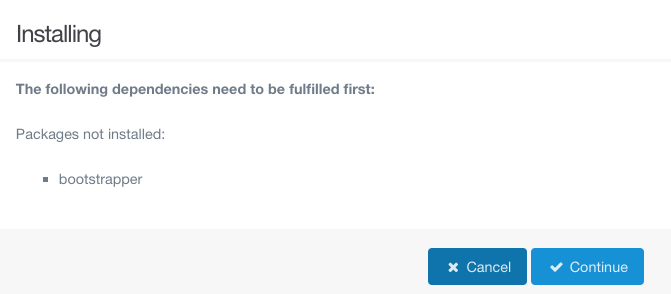 Installing
The following dependencies need to be fulfilled first:
Packages not installed:
bootstrapper
Cancel Continue